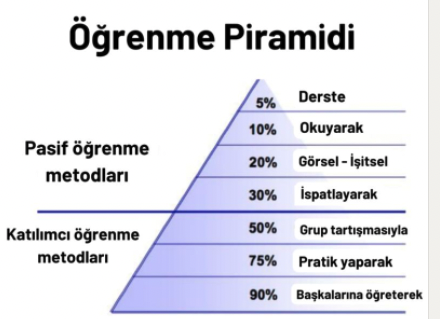 Öğrenme Piramidi
5% Derste
10% Okuyarak
Pasif öğrenme
metodları
20% Görsel - İşitsel
30% İspatlayarak
Katılımcı öğrenme
metodları
50% Grup tartışmasıyla
75% Pratik yaparak
90% Başkalarına öğreterek